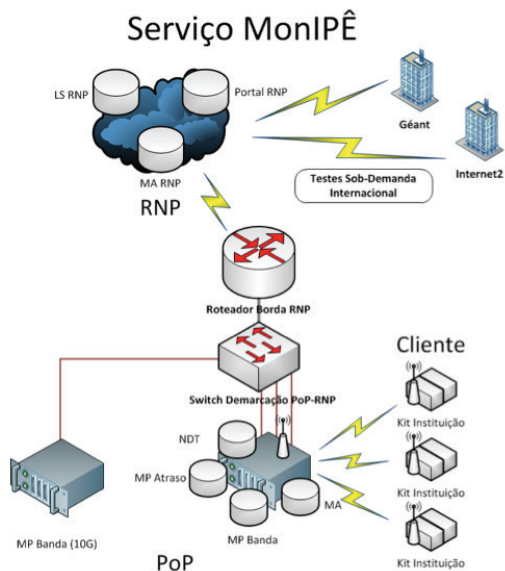 Serviço MonIPÊ
LS RNP
Portal RNP
MA RNP
RNP
Géant
Internet2
Testes Sob-Demanda
Internacional
Roteador Borda RNP
Switch Demarcação PoP-RNP
Cliente
Kit Instituição
Kit Instituição
Kit Instituição
NDT
MP Atraso
MA
MP Banda
MP Banda (10G)
PoP